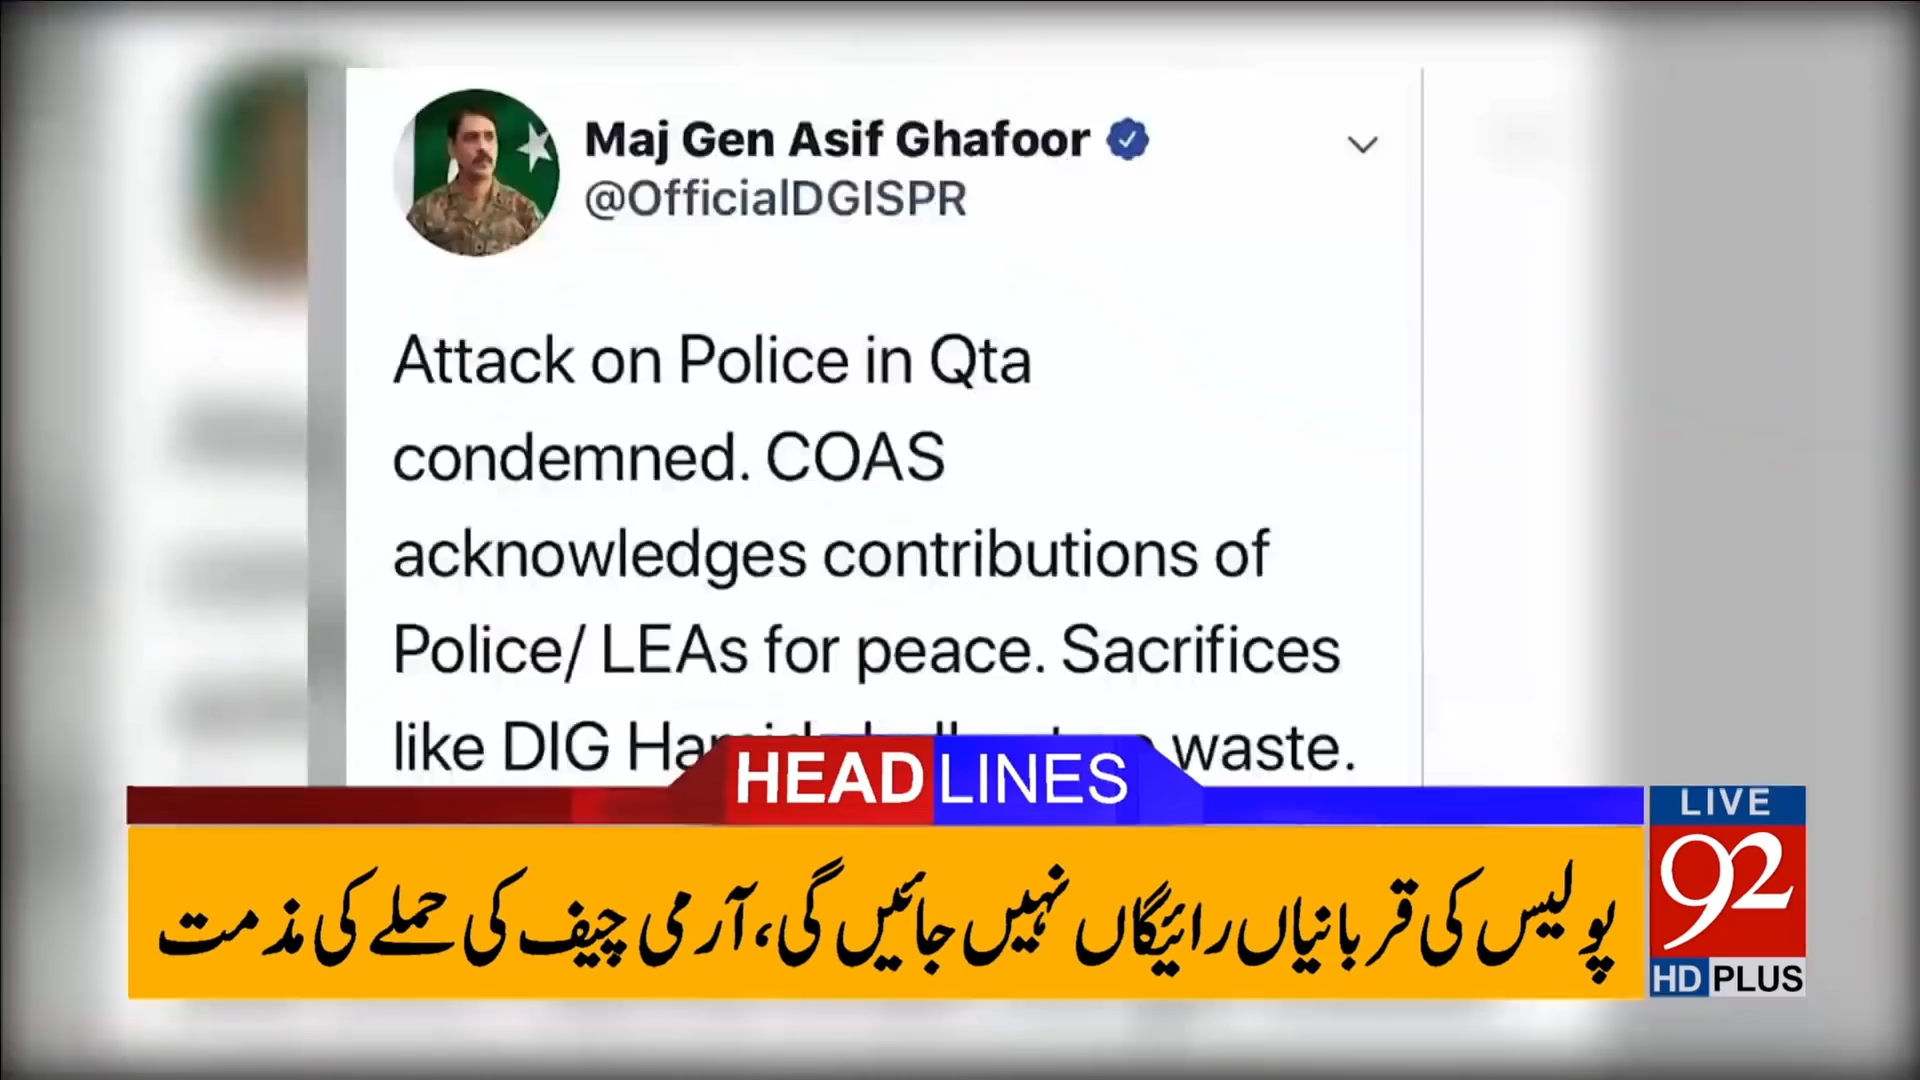 Maj Gen Asif Ghafoor
@OfficialDGISPR
Attack on Police in Qta
condemned. COAS
acknowledges contributions of
Police/ LEAs for peace. Sacrifices
like DIG waste.
HEADLINES
پولیس کی قربانیاں رائیگاں نہیں جائیں گی، آرمی چیف کی حملے کی مذمت
LIVE
92
HD PLUS